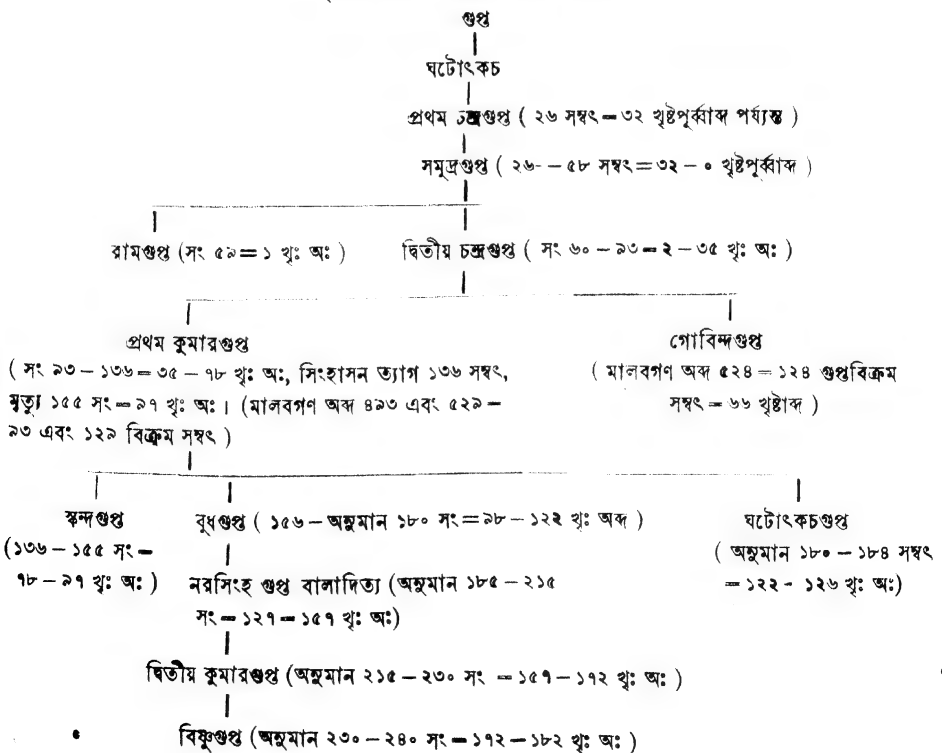 গুপ্ত
ঘটোৎকচ
প্রথম চন্দ্রগুপ্ত ( ২৬ সম্বৎ = ৩২ খৃষ্টপূর্ব্বাব্দ পর্য্যন্ত )
সমুদ্রগুপ্ত ( ২৬ - - ৫৮ সম্বৎ = ৩২ - ০ খৃষ্টপূর্ব্বাব্দ )
রামগুপ্ত (সং ৫৯ = ১ খৃঃ অঃ ) দ্বিতীয় চন্দ্রগুপ্ত ( সং ৬০ - ৯৩ = ২ - ৩৫ খৃঃ অঃ )
প্রথম কুমারগুপ্ত গোবিন্দগুপ্ত
( সং ৯৩ - ১৩৬ = ৩৫ - ৭৮ খৃঃ অঃ, সিংহাসন ত্যাগ ১৩৬ সম্বৎ, ( মালবগণ অব্দ ৫২৪ = ১২৪ গুপ্তবিক্রম
মৃত্যু ১৫৫ সং = ৯৭ খৃঃ অঃ । (মালবগণ অব্দ ৪৯৩ এবং ৫২৯ = সম্বৎ = ৬৬ খৃষ্টাব্দ )
৯৩ এবং ১২৯ বিক্রম সম্বৎ )
স্কন্দগুপ্ত বুধগুপ্ত ( ১৫৬ - অনুমান ১৮০ সং = ৯৮ - ১২২ খৃঃ অব্দ ) ঘটোৎকচগুপ্ত
(১৩৬ - ১৫৫ সং = ( অনুমান ১৮০ - ১৮৪ সম্বৎ
৭৮ - ৯৭ খৃঃ অঃ ) নরসিংহ গুপ্ত বালাদিত্য (অনুমান ১৮৫ - ২১৫ = ১২২ - ১২৬ খৃঃ অঃ)
সং = ১২৭ = ১৫৭ খৃঃ অঃ)
দ্বিতীয় কুমারগুপ্ত (অনুমান ২১৫ - ২৩০ সং = ১৫৭ - ১৭২ খৃঃ অঃ )
বিষ্ণুগুপ্ত (অনুমান ২৩০ - ২৪০ সং = ১৭২ - ১৮২ খৃঃ অঃ )